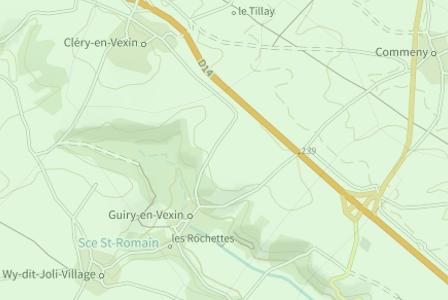 le Tillay
Cléry-en-Vexin
Commeny
D14
139
Guiry-en-Vexin
Sce St-Romain
les Rochettes
Wy-dit-Joli-Village